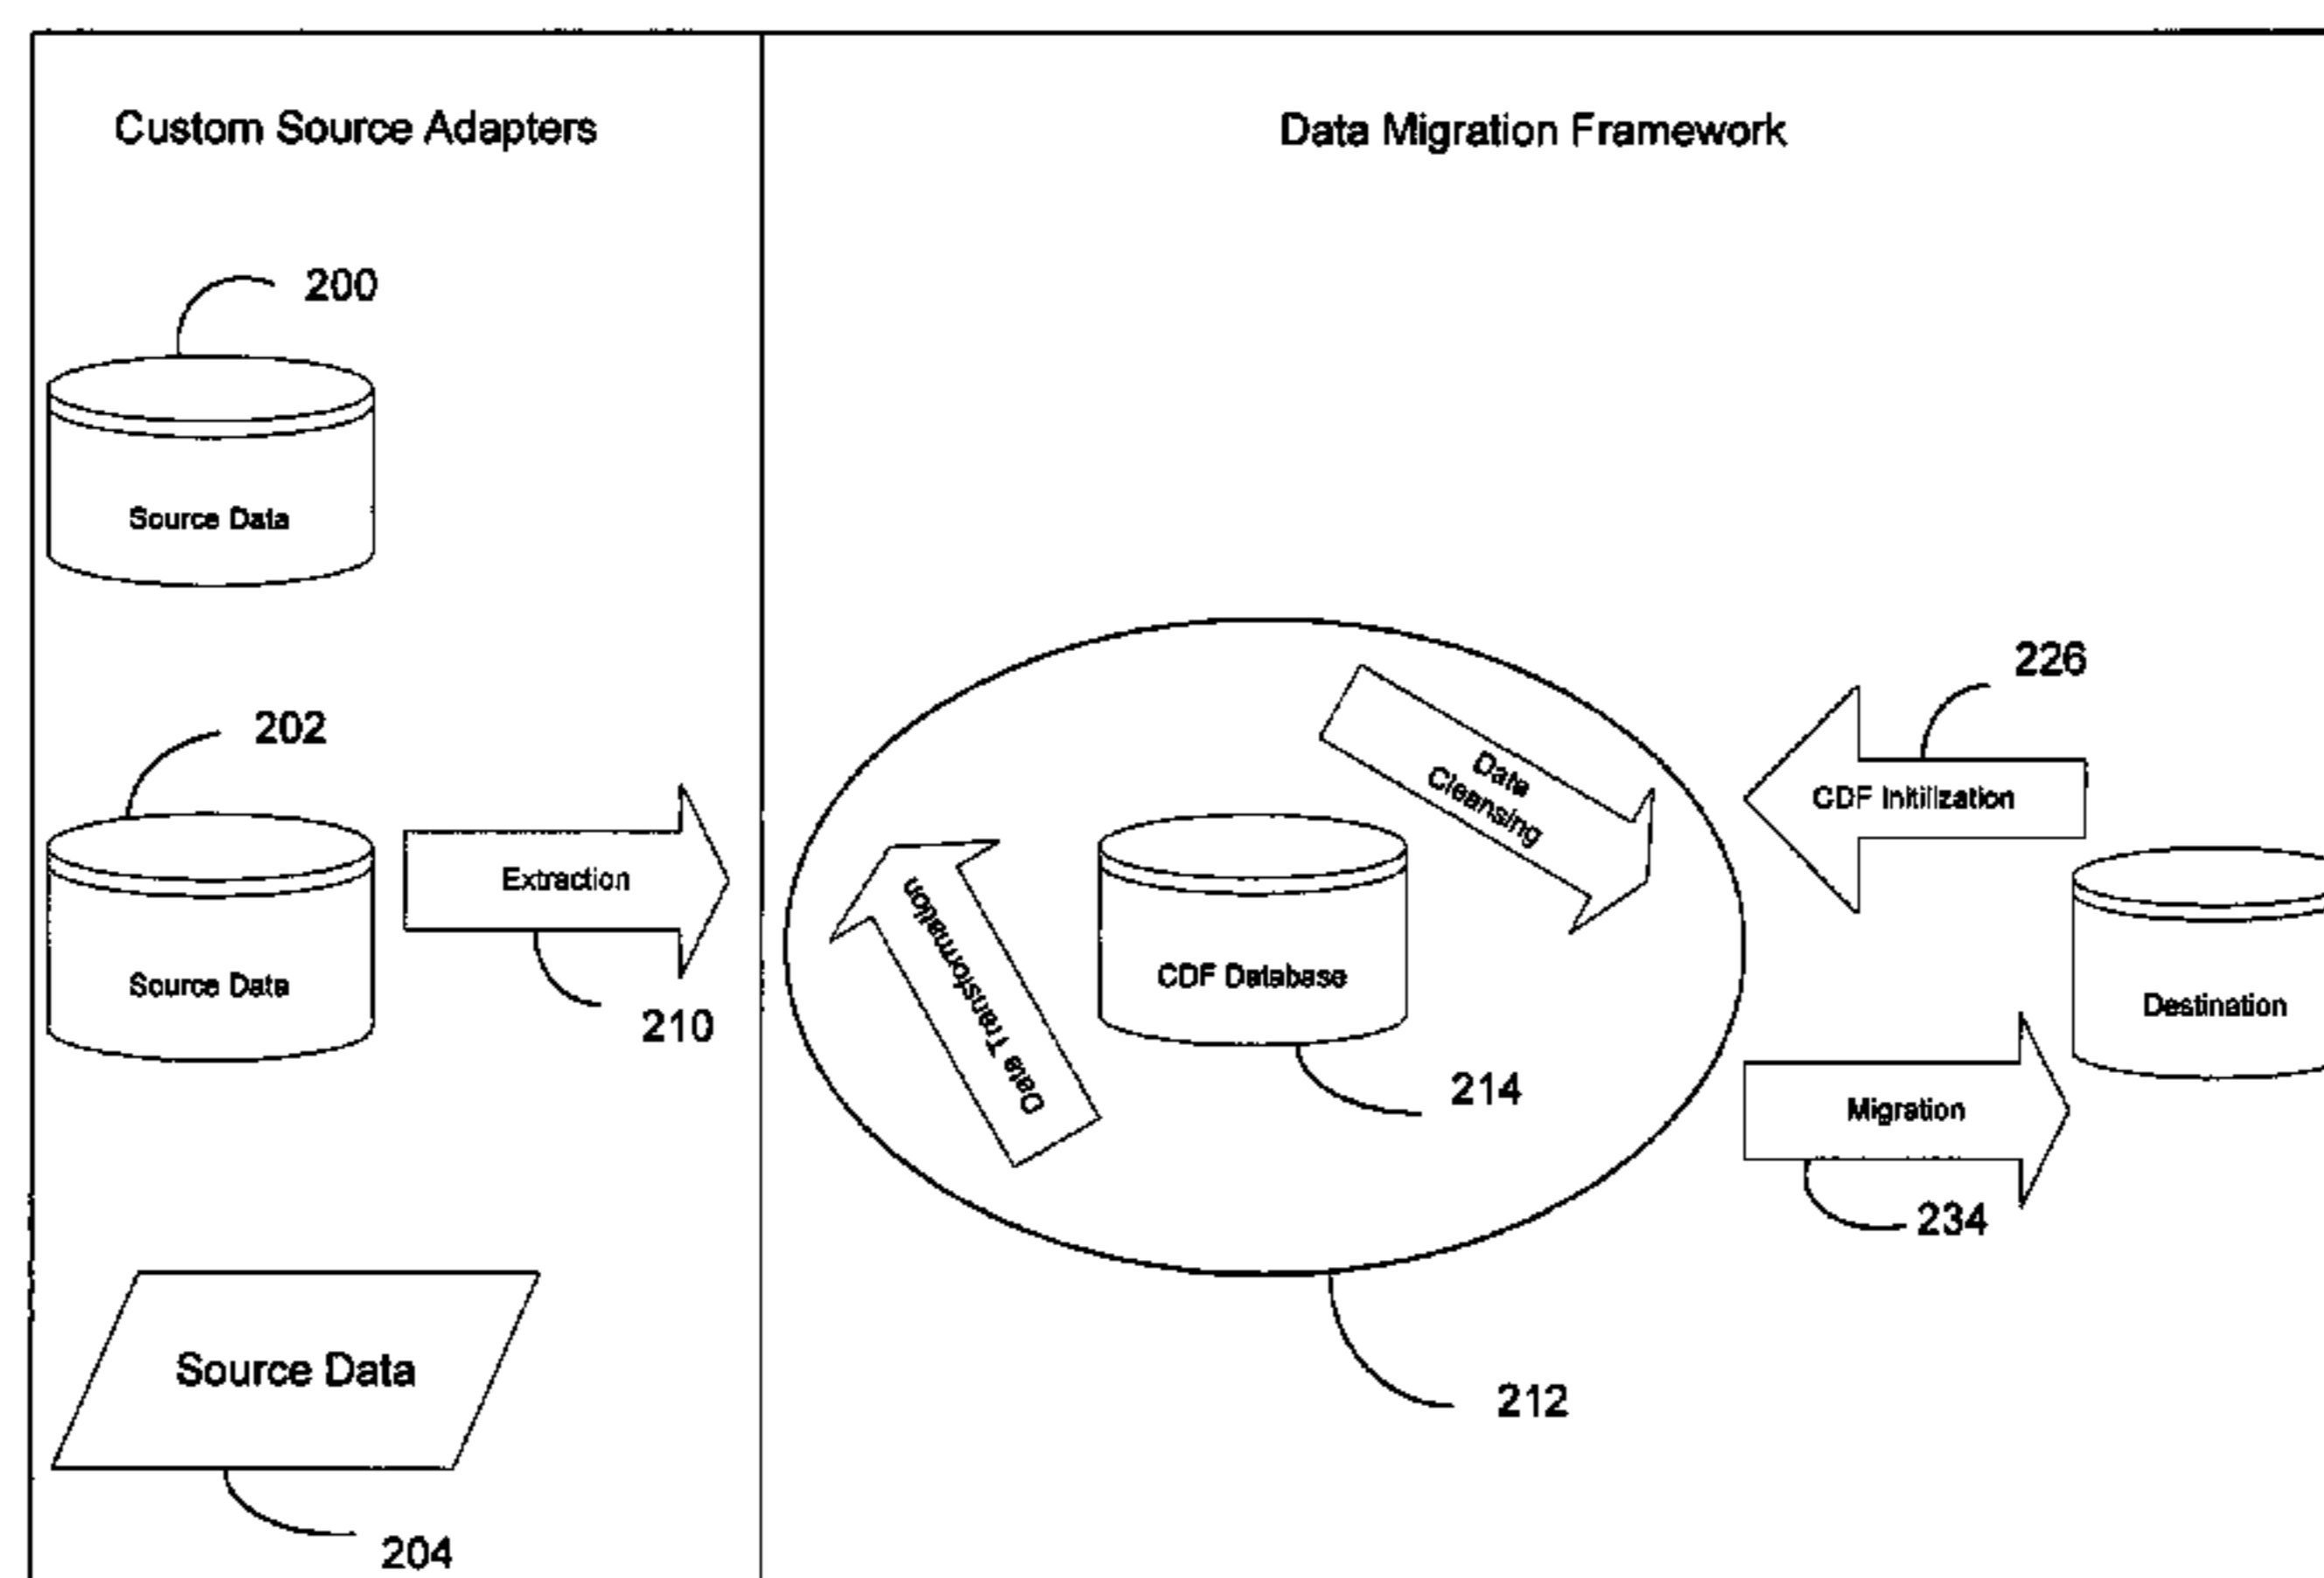 Custom Source Adapters
Data Migration Framework
200
Source Data
202
Source Data
Extraction
210
Source Data
204
Data
Cleansing
Data Transformation
CDF Database
214
212
226
CDF Initilization
Destination
Migration
234